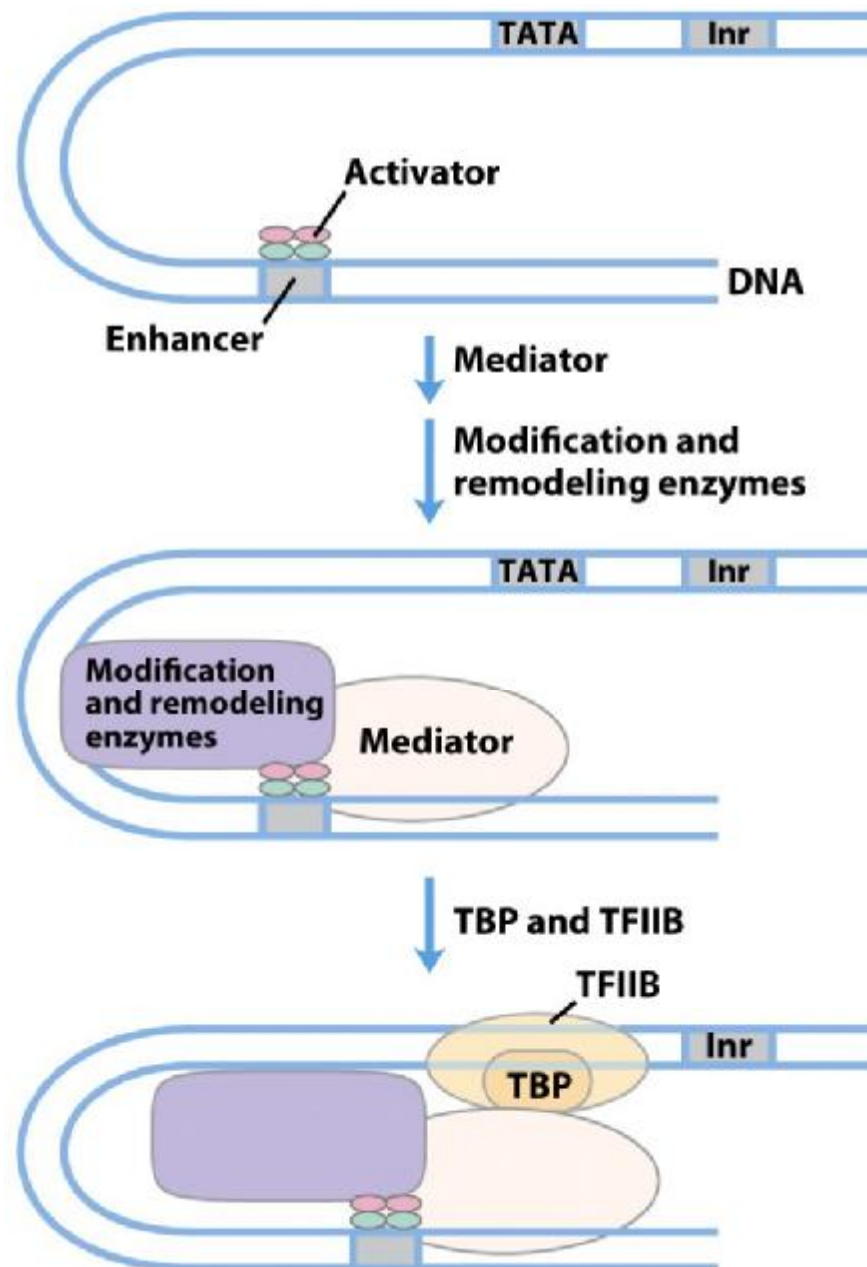 TATA Inr
Activator
DNA
Enhancer
Mediator
Modification and
remodeling enzymes
TATA Inr
Modification
and remodeling
enzymes
Mediator
TBP and TFIIB
TFIIB
Inr
TBP